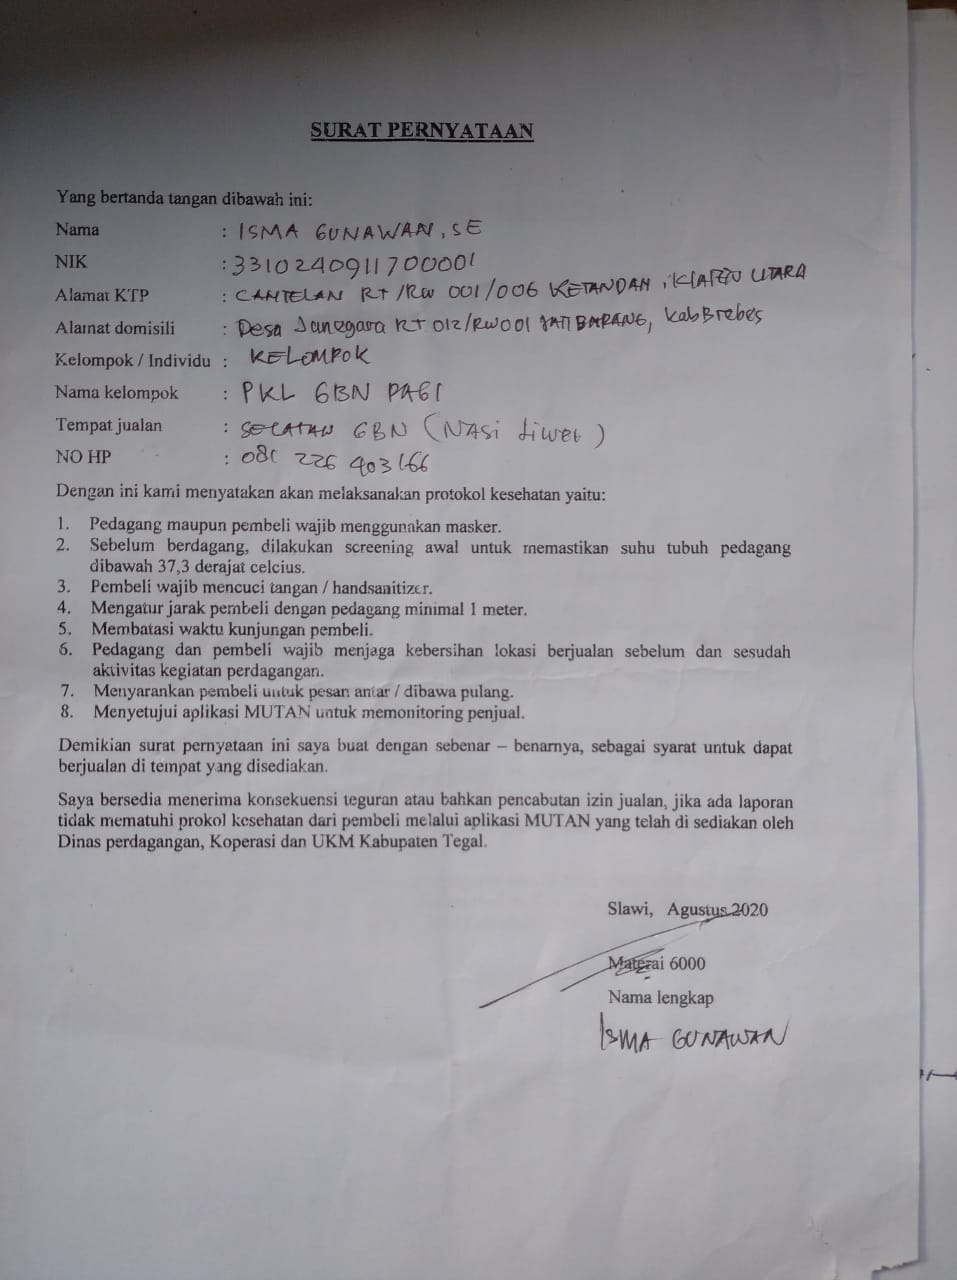 SURAT PERNYATAAN
Yang bertanda tangan dibawah ini:
Nama : ISMA GUNAWAN, SE
NIK : 3310240911700001
Alamat KTP : CANTELAN RT/RW 001/006 KETANDAN, KLATEN UTARA
Alamat domisili : Desa Janegara RT 012/RW001 JATIBARANG, Kab Brebes
Kelompok / Individu : KELOMPOK
Nama kelompok : PKL GBN PAGI
Tempat jualan : SELATAN GBN (NASi Liwet)
NO HP : 081 226 403 166
Dengan ini kami menyatakan akan melaksanakan protokol kesehatan yaitu:
1. Pedagang maupun pembeli wajib menggunakan masker.
2. Sebelum berdagang, dilakukan screening awal untuk memastikan suhu tubuh pedagang
dibawah 37,3 derajat celcius.
3. Pembeli wajib mencuci tangan / handsanitizer.
4. Mengatur jarak pembeli dengan pedagang minimal 1 meter.
5. Membatasi waktu kunjungan pembeli.
6. Pedagang dan pembeli wajib menjaga kebersihan lokasi berjualan sebelum dan sesudah
aktivitas kegiatan perdagangan.
7. Menyarankan pembeli untuk pesan antar / dibawa pulang.
8. Menyetujui aplikasi MUTAN untuk memonitoring penjual.
Demikian surat pernyataan ini saya buat dengan sebenar – benarnya, sebagai syarat untuk dapat
berjualan di tempat yang disediakan.
Saya bersedia menerima konsekuensi teguran atau bahkan pencabutan izin jualan, jika ada laporan
tidak mematuhi prokol kesehatan dari pembeli melalui aplikasi MUTAN yang telah di sediakan oleh
Dinas perdagangan, Koperasi dan UKM Kabupaten Tegal.
Slawi, Agustus 2020
Materai 6000
Nama lengkap
ISMA GUNAWAN